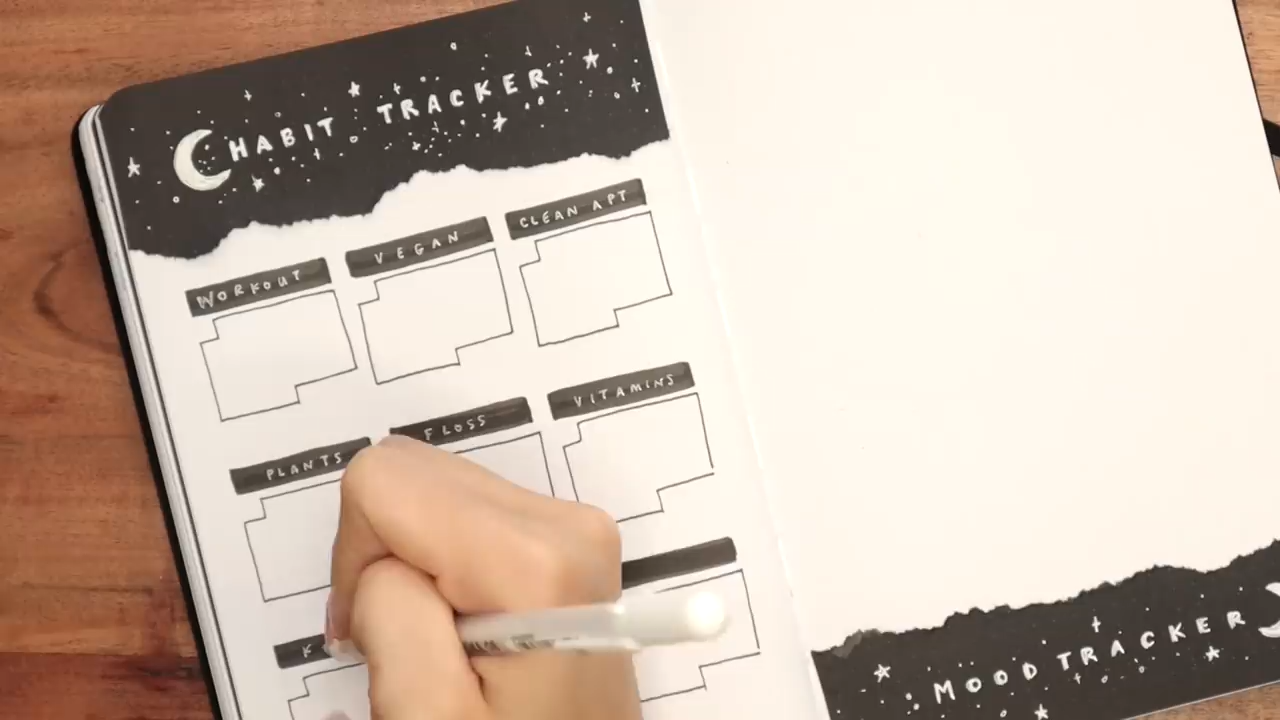 HABIT TRACKER
WORKOUT
VEGAN
CLEAN APT
PLANTS
FLOSS
VITAMINS
MOOD TRACKER